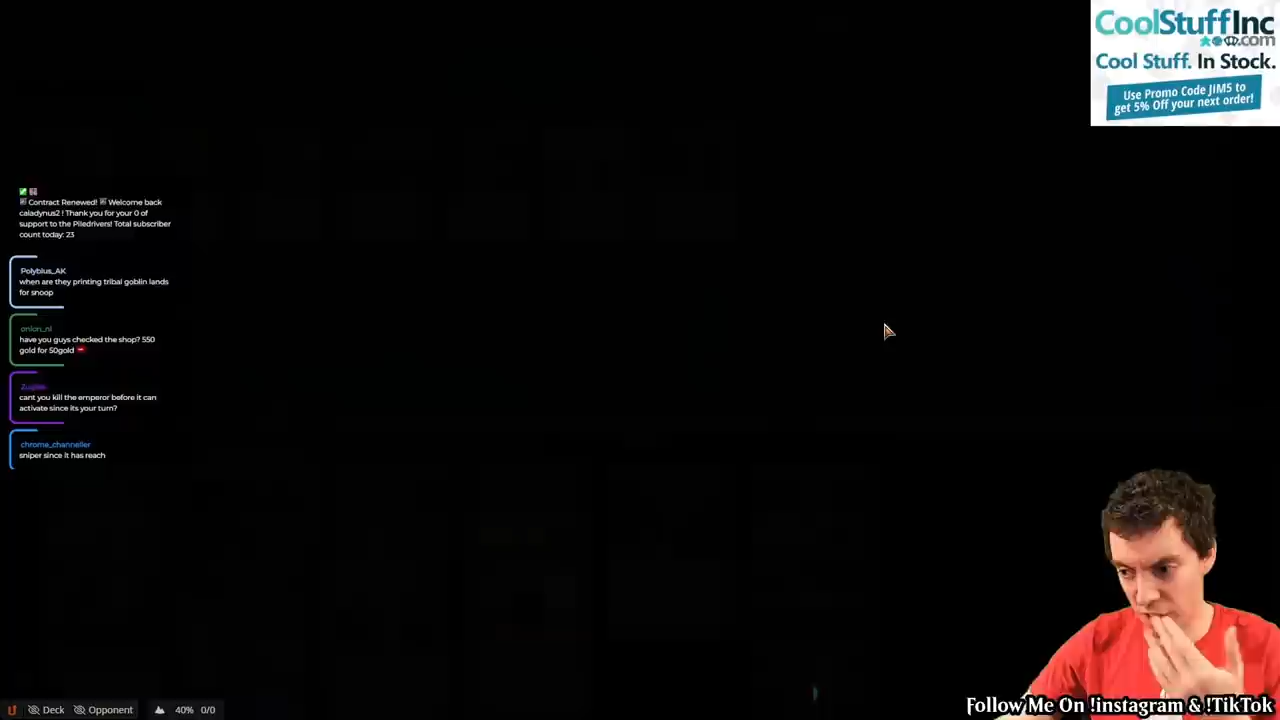 CoolStuffInc
.com
Cool Stuff. In Stock.
Use Promo Code JIM5 to
get 5% Off your next order!
Contract Renewed! Welcome back
caladynus2 ! Thank you for your 0 of
support to the Piledrivers! Total subscriber
count today: 23
Polybius_AK
when are they printing tribal goblin lands
for snoop
onion_nl
have you guys checked the shop? 550
gold for 50gold
cant you kill the emperor before it can
activate since its your turn?
chrome_channeller
sniper since it has reach
Deck Opponent 40% 0/0
Follow Me On !instagram & !TikTok